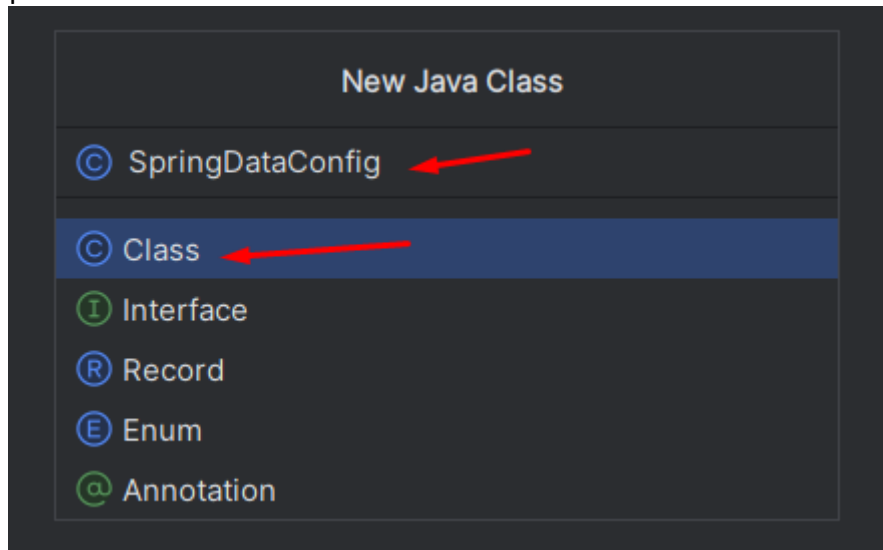 New Java Class
C SpringDataConfig
C Class
I Interface
R Record
E Enum
@ Annotation